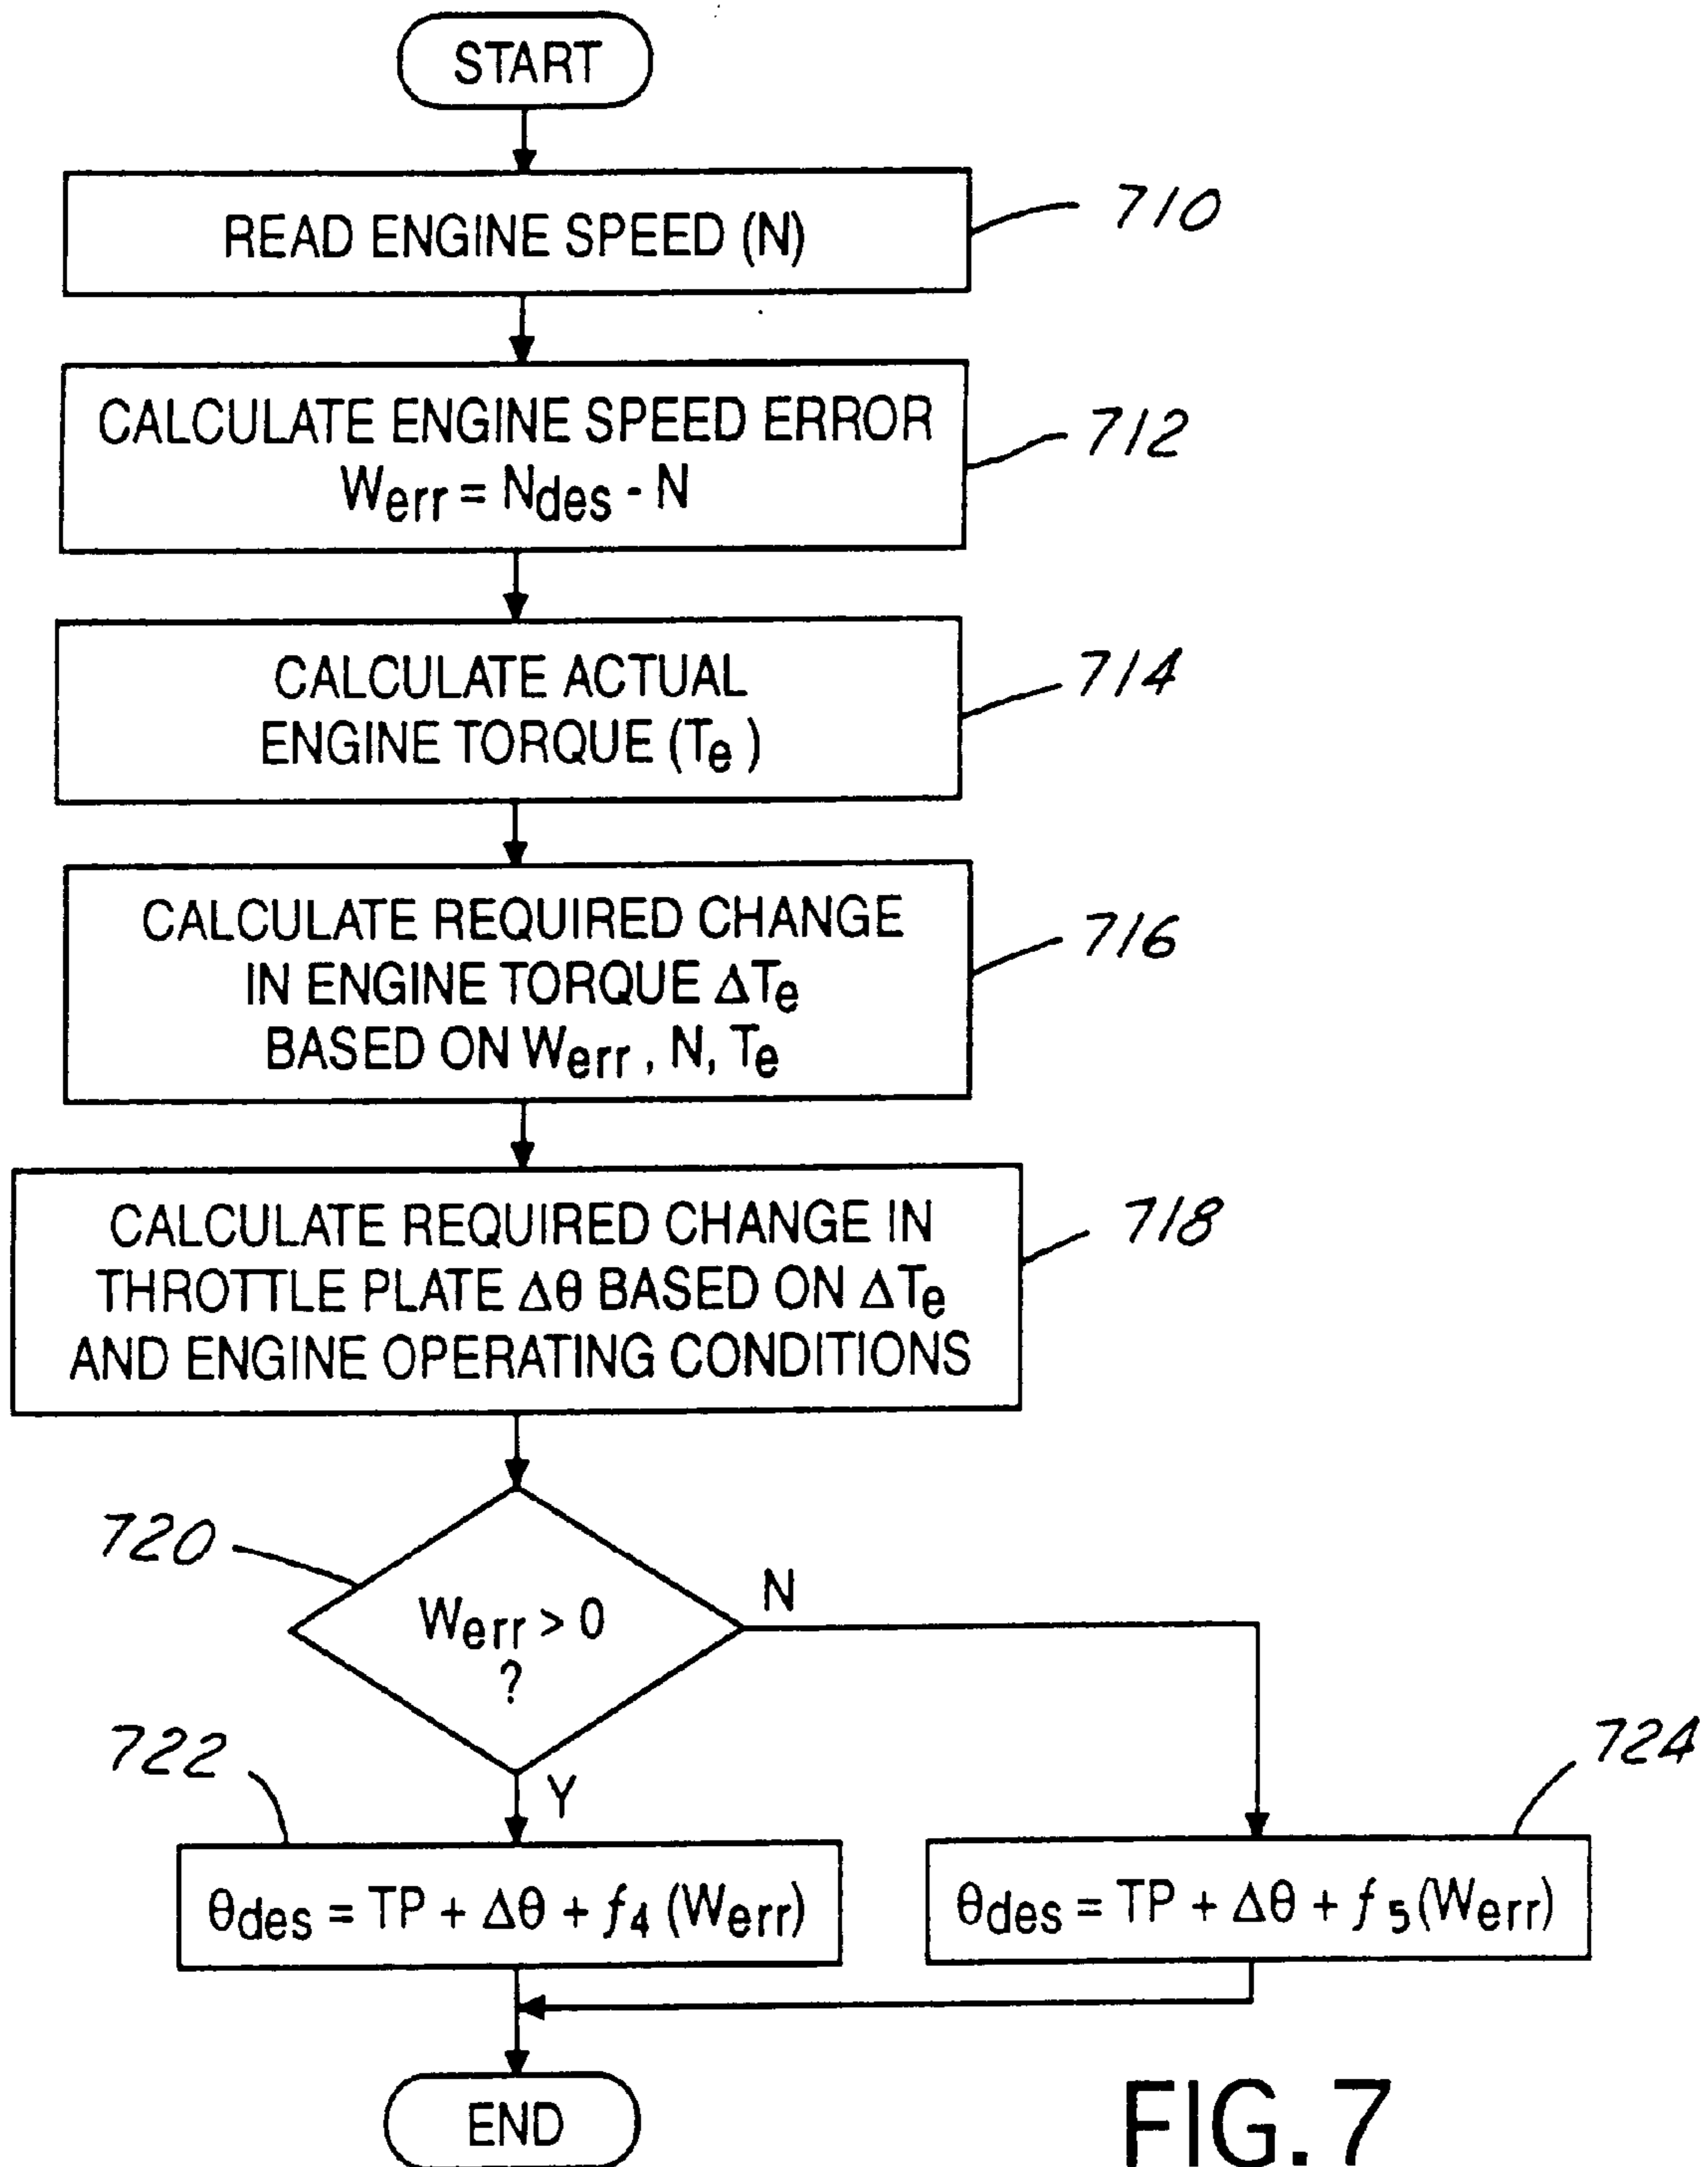 START
READ ENGINE SPEED (N)
710
CALCULATE ENGINE SPEED ERROR
Werr = Ndes - N
712
CALCULATE ACTUAL
ENGINE TORQUE (Te)
714
CALCULATE REQUIRED CHANGE
IN ENGINE TORQUE ΔTe
BASED ON Werr, N, Te
716
CALCULATE REQUIRED CHANGE IN
THROTTLE PLATE Δθ BASED ON ΔTe
AND ENGINE OPERATING CONDITIONS
718
720
Werr > 0
?
N
Y
722
θdes = TP + Δθ + f4 (Werr)
724
θdes = TP + Δθ + f5 (Werr)
END
FIG. 7